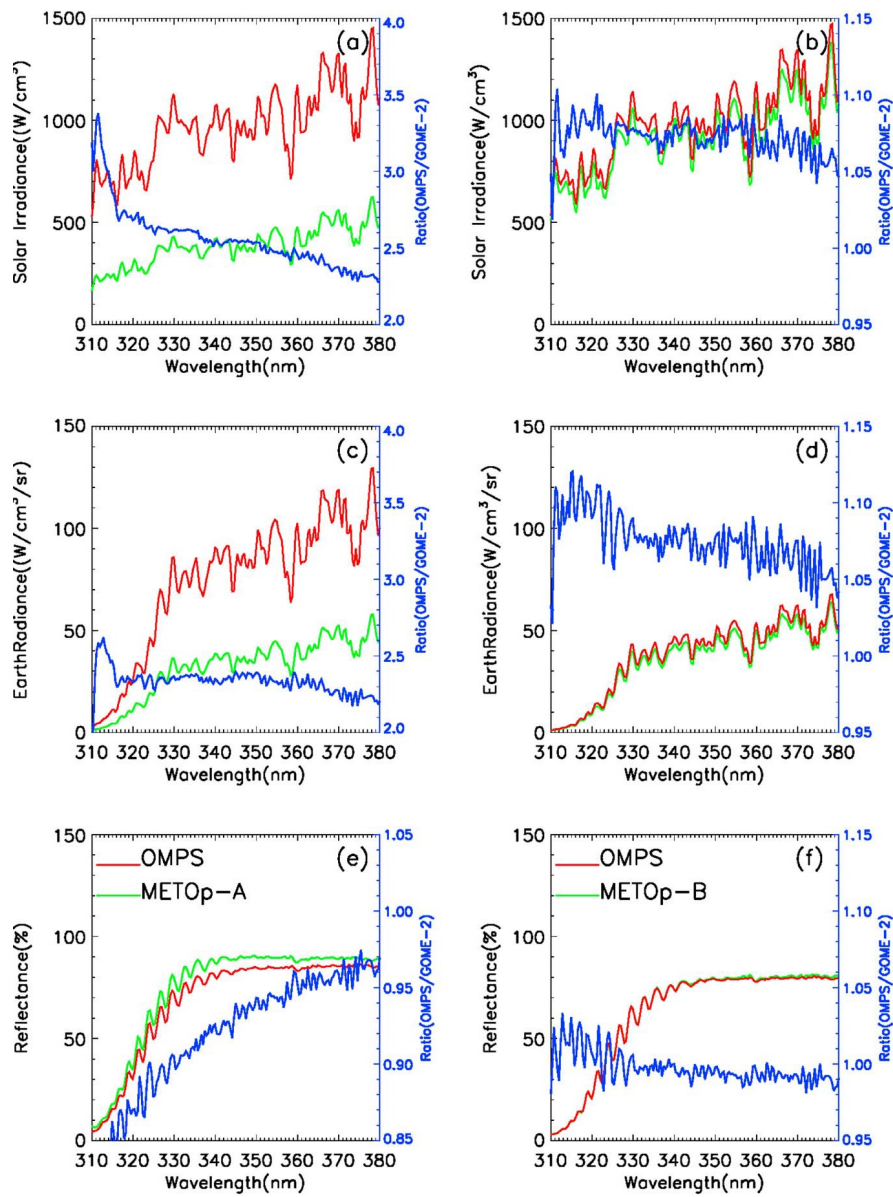 (a)
1500
1000
500
0
Solar Irradiance((W/cm³)
4.0
3.5
3.0
2.5
2.0
Ratio(OMPS/GOME-2)
310 320 330 340 350 360 370 380
Wavelength(nm)
(b)
1500
1000
500
0
Solar Irradiance(W/cm³)
1.15
1.10
1.05
1.00
0.95
Ratio(OMPS/GOME-2)
310 320 330 340 350 360 370 380
Wavelength(nm)
(c)
150
100
50
0
EarthRadiance((W/cm³/sr)
4.0
3.5
3.0
2.5
2.0
Ratio(OMPS/GOME-2)
310 320 330 340 350 360 370 380
Wavelength(nm)
(d)
150
100
50
0
EarthRadiance(W/cm³/sr)
1.15
1.10
1.05
1.00
0.95
Ratio(OMPS/GOME-2)
310 320 330 340 350 360 370 380
Wavelength(nm)
(e)
OMPS
METOp-A
150
100
50
0
Reflectance(%)
1.05
1.00
0.95
0.90
0.85
Ratio(OMPS/GOME-2)
310 320 330 340 350 360 370 380
Wavelength(nm)
(f)
OMPS
METOp-B
150
100
50
0
Reflectance(%)
1.15
1.10
1.05
1.00
0.95
Ratio(OMPS/GOME-2)
310 320 330 340 350 360 370 380
Wavelength(nm)